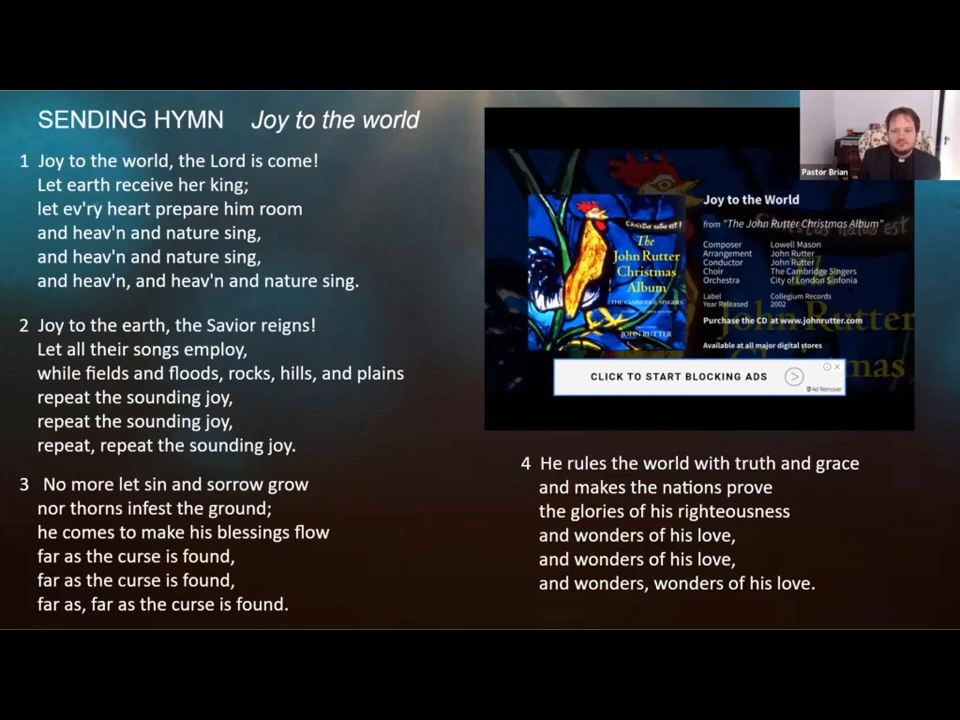 SENDING HYMN Joy to the world
1 Joy to the world, the Lord is come!
Let earth receive her king;
let ev'ry heart prepare him room
and heav'n and nature sing,
and heav'n and nature sing,
and heav'n, and heav'n and nature sing.
2 Joy to the earth, the Savior reigns!
Let all their songs employ,
while fields and floods, rocks, hills, and plains
repeat the sounding joy,
repeat the sounding joy,
repeat, repeat the sounding joy.
3 No more let sin and sorrow grow
nor thorns infest the ground;
he comes to make his blessings flow
far as the curse is found,
far as the curse is found,
far as, far as the curse is found.
Christus natus est!
The
John Rutter
Christmas
Album
THE CAMBRIDGE SINGERS
JOHN RUTTER
Joy to the World
from "The John Rutter Christmas Album"
Composer Lowell Mason
Arrangement John Rutter
Conductor John Rutter
Choir The Cambridge Singers
Orchestra City of London Sinfonia
Label Collegium Records
Year Released 2002
Purchase the CD at www.johnrutter.com
Available at all major digital stores
CLICK TO START BLOCKING ADS
Ad Remover
Pastor Brian
4 He rules the world with truth and grace
and makes the nations prove
the glories of his righteousness
and wonders of his love,
and wonders of his love,
and wonders, wonders of his love.